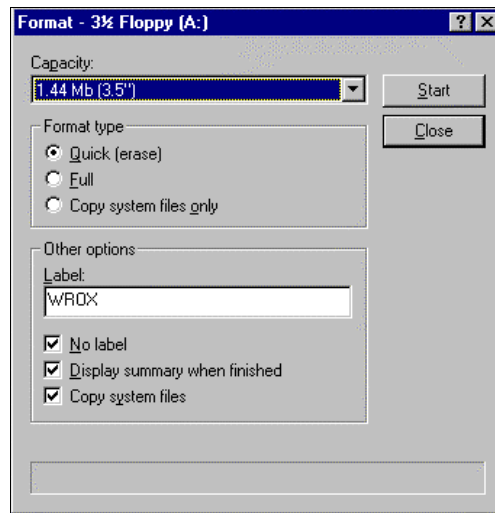 Format - 3½ Floppy (A:)
Capacity:
1.44 Mb (3.5")
Start
Close
Format type
Quick (erase)
Full
Copy system files only
Other options
Label:
WROX
No label
Display summary when finished
Copy system files